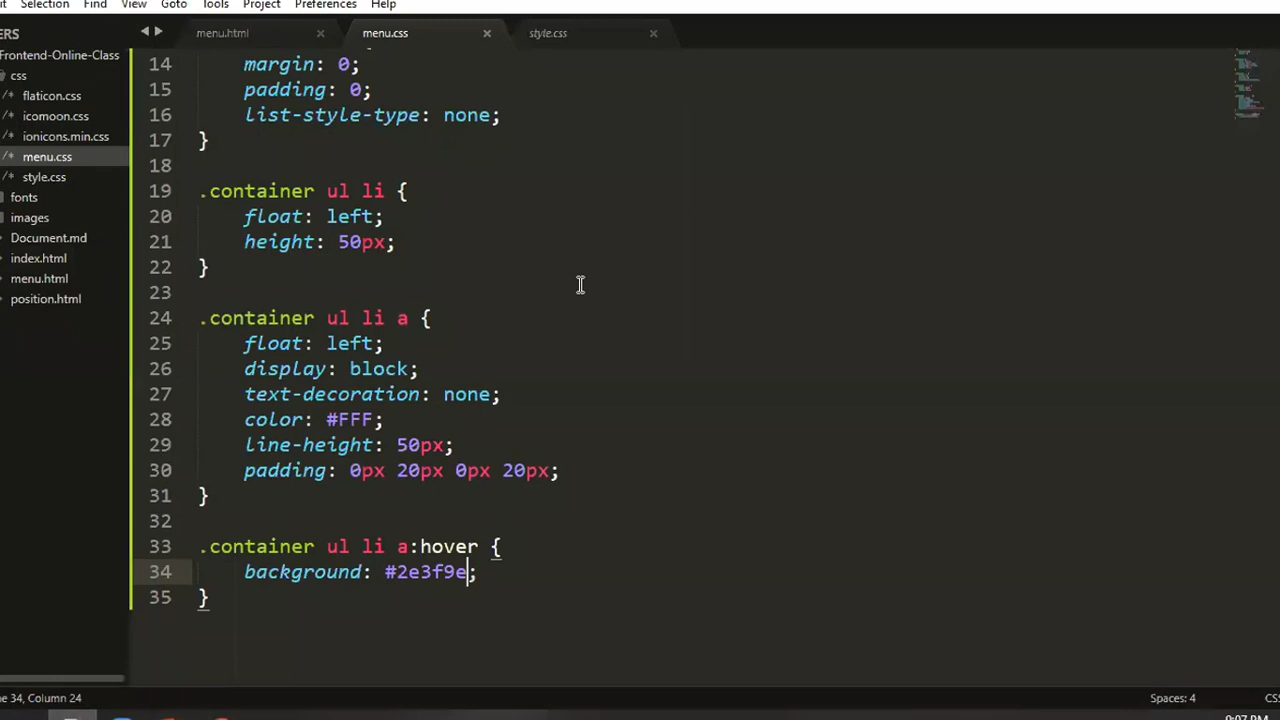 Selection Find View Goto Tools Project Preferences Help
menu.html × menu.css × style.css ×
Frontend-Online-Class
css
/* flaticon.css
/* icomoon.css
/* ionicons.min.css
/* menu.css
/* style.css
fonts
images
Document.md
index.html
menu.html
position.html
14 margin: 0;
15 padding: 0;
16 list-style-type: none;
17 }
18
19 .container ul li {
20 float: left;
21 height: 50px;
22 }
23
24 .container ul li a {
25 float: left;
26 display: block;
27 text-decoration: none;
28 color: #FFF;
29 line-height: 50px;
30 padding: 0px 20px 0px 20px;
31 }
32
33 .container ul li a:hover {
34 background: #2e3f9e;
35 }
34, Column 24 Spaces: 4